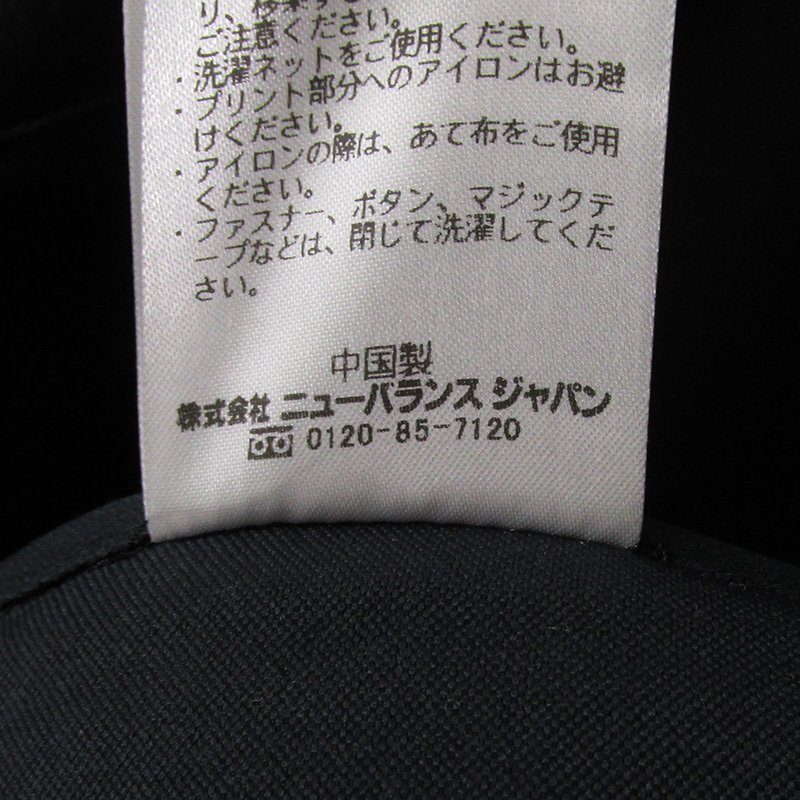 ご注意ください。
・洗濯ネットをご使用ください。
・プリント部分へのアイロンはお避
けください。
・アイロンの際は、あて布をご使用
ください。
・ファスナー、ボタン、マジックテ
ープなどは、閉じて洗濯してくだ
さい。
中国製
株式会社 ニューバランス ジャパン
0120-85-7120